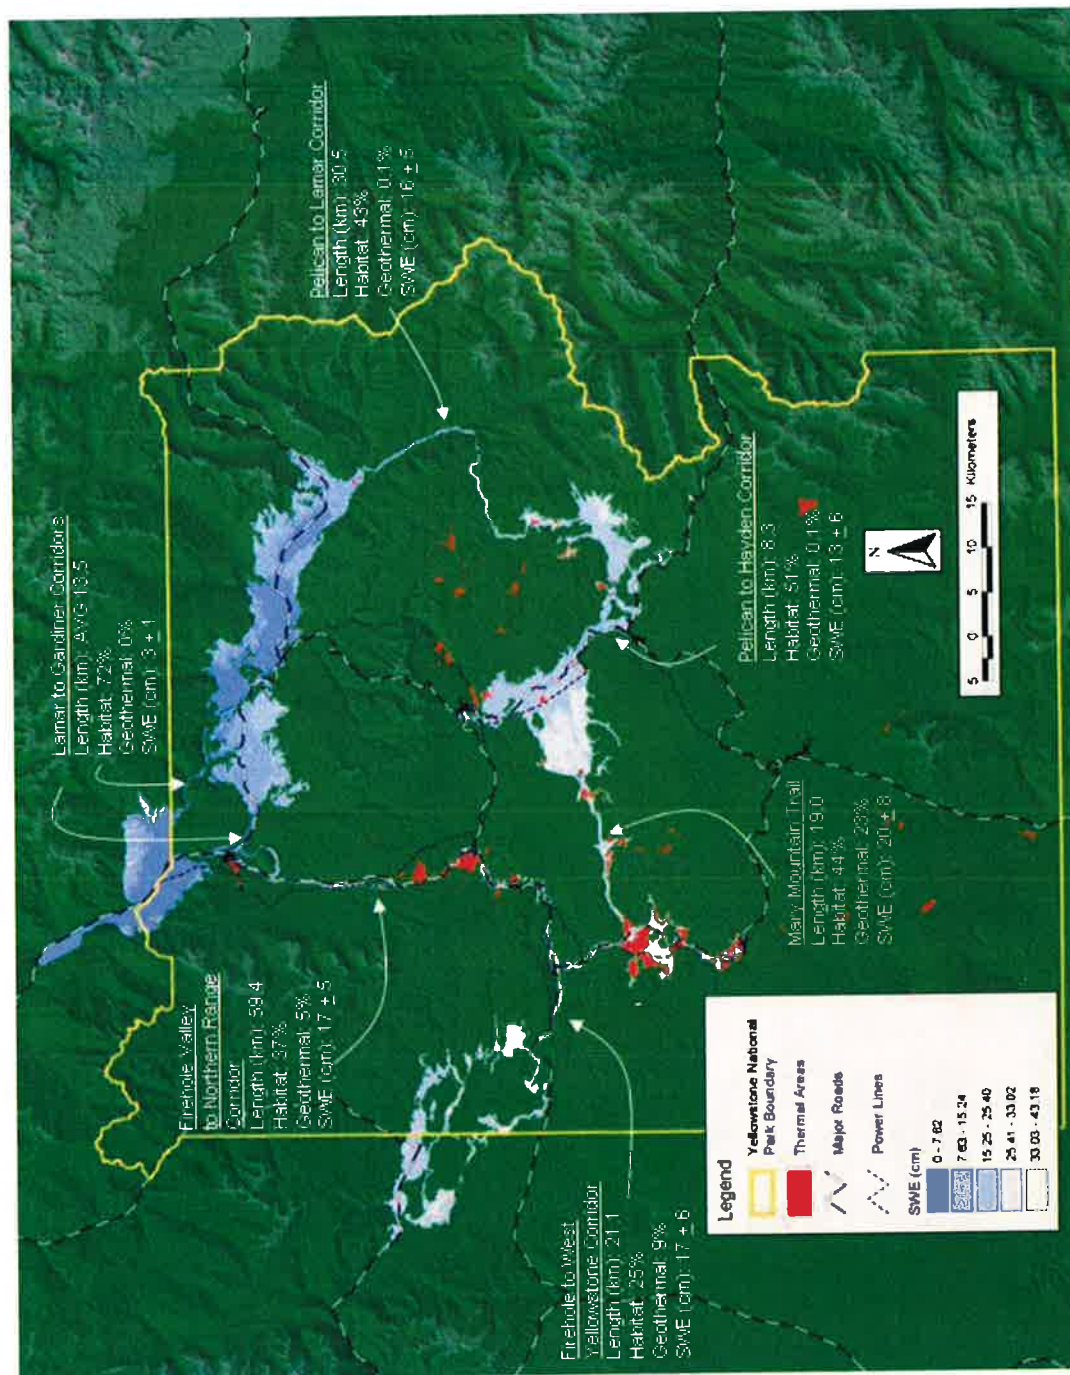 Lamar to Gardiner Corridors
Length (km): AVG 13.5
Habitat: 72%
Geothermal: 0%
SWE (cm): 3 ± 1
Pelican to Lamar Corridor
Length (km): 30.5
Habitat: 43%
Geothermal: 0.1%
SWE (cm): 16 ± 5
Firehole Valley
to Northern Range
Corridor
Length (km): 59.4
Habitat: 37%
Geothermal: 5%
SWE (cm): 17 ± 5
Firehole to West
Yellowstone Corridor
Length (km): 21.1
Habitat: 25%
Geothermal: 9%
SWE (cm): 17 ± 6
Mary Mountain Trail
Length (km): 19.0
Habitat: 44%
Geothermal: 23%
SWE (cm): 20 ± 8
Pelican to Hayden Corridor
Length (km): 8.3
Habitat: 51%
Geothermal: 0.1%
SWE (cm): 13 ± 6
N
5 0 5 10 15 Kilometers
Legend
Yellowstone National
Park Boundary
Thermal Areas
Major Roads
Power Lines
SWE (cm)
0 - 7.62
7.63 - 15.24
15.25 - 25.40
25.41 - 33.02
33.03 - 43.18